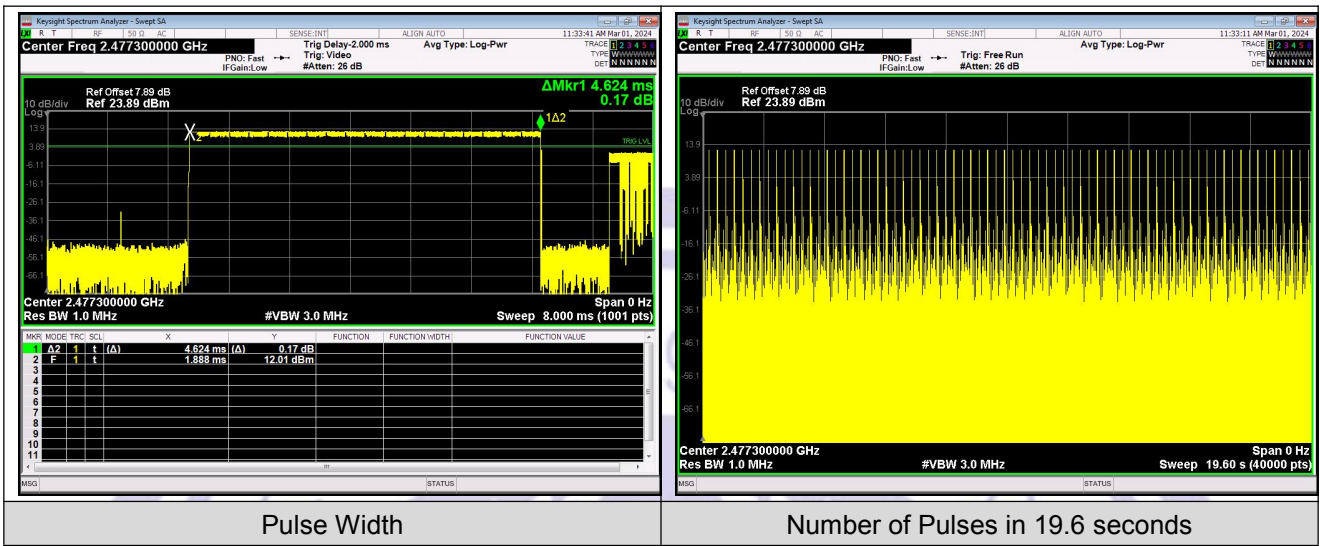 Keysight Spectrum Analyzer - Swept SA
LXI R T RF 50 Ω AC SENSE:INT ALIGN AUTO 11:33:41 AM Mar 01, 2024
Center Freq 2.477300000 GHz
Trig Delay-2.000 ms
Avg Type: Log-Pwr
TRACE 1 2 3 4 5 6
PNO: Fast
Trig: Video
TYPE WWWWWW
IFGain:Low
#Atten: 26 dB
DET N N N N N N
ΔMkr1 4.624 ms
0.17 dB
Ref Offset 7.89 dB
10 dB/div Ref 23.89 dBm
Log
1Δ2
13.9
2
TRIG LVL
3.89
-6.11
-16.1
-26.1
-36.1
-46.1
-56.1
-66.1
Center 2.477300000 GHz Span 0 Hz
Res BW 1.0 MHz #VBW 3.0 MHz Sweep 8.000 ms (1001 pts)
MKR MODE TRC SCL X Y FUNCTION FUNCTION WIDTH FUNCTION VALUE
1 Δ2 1 t (Δ) 4.624 ms (Δ) 0.17 dB
2 F 1 t 1.888 ms 12.01 dBm
3
4
5
6
7
8
9
10
11
MSG STATUS
Pulse Width
Keysight Spectrum Analyzer - Swept SA
LXI R T RF 50 Ω AC SENSE:INT ALIGN AUTO 11:33:11 AM Mar 01, 2024
Center Freq 2.477300000 GHz
Avg Type: Log-Pwr
TRACE 1 2 3 4 5 6
PNO: Fast
Trig: Free Run
TYPE WWWWWW
IFGain:Low
#Atten: 26 dB
DET N N N N N N
Ref Offset 7.89 dB
10 dB/div Ref 23.89 dBm
Log
13.9
3.89
-6.11
-16.1
-26.1
-36.1
-46.1
-56.1
-66.1
Center 2.477300000 GHz Span 0 Hz
Res BW 1.0 MHz #VBW 3.0 MHz Sweep 19.60 s (40000 pts)
MSG STATUS
Number of Pulses in 19.6 seconds